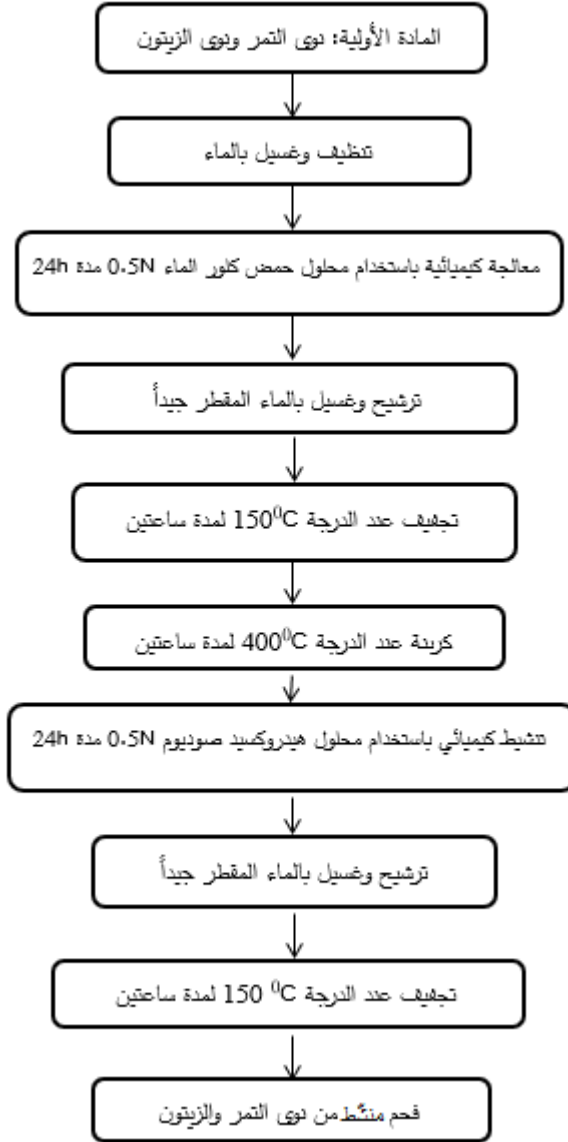 المادة الأولية: نوى التمر ونوى الزيتون
تنظيف وغسيل بالماء
معالجة كيميائية باستخدام محلول حمض كلور الماء 0.5N مدة 24h
ترشيح وغسيل بالماء المقطر جيداً
تجفيف عند الدرجة 150⁰C لمدة ساعتين
كربنة عند الدرجة 400⁰C لمدة ساعتين
تنشيط كيميائي باستخدام محلول هيدروكسيد صوديوم 0.5N مدة 24h
ترشيح وغسيل بالماء المقطر جيداً
تجفيف عند الدرجة 150 ⁰C لمدة ساعتين
فحم منشّط من نوى التمر والزيتون